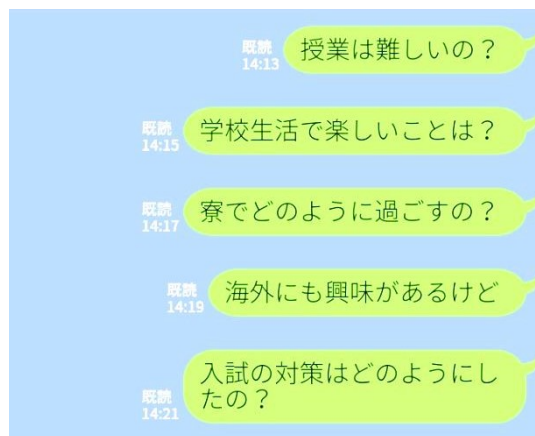 既読
14:13
授業は難しいの？
既読
14:15
学校生活で楽しいことは？
既読
14:17
寮でどのように過ごすの？
既読
14:19
海外にも興味があるけど
入試の対策はどのようにし
たの？
既読
14:21